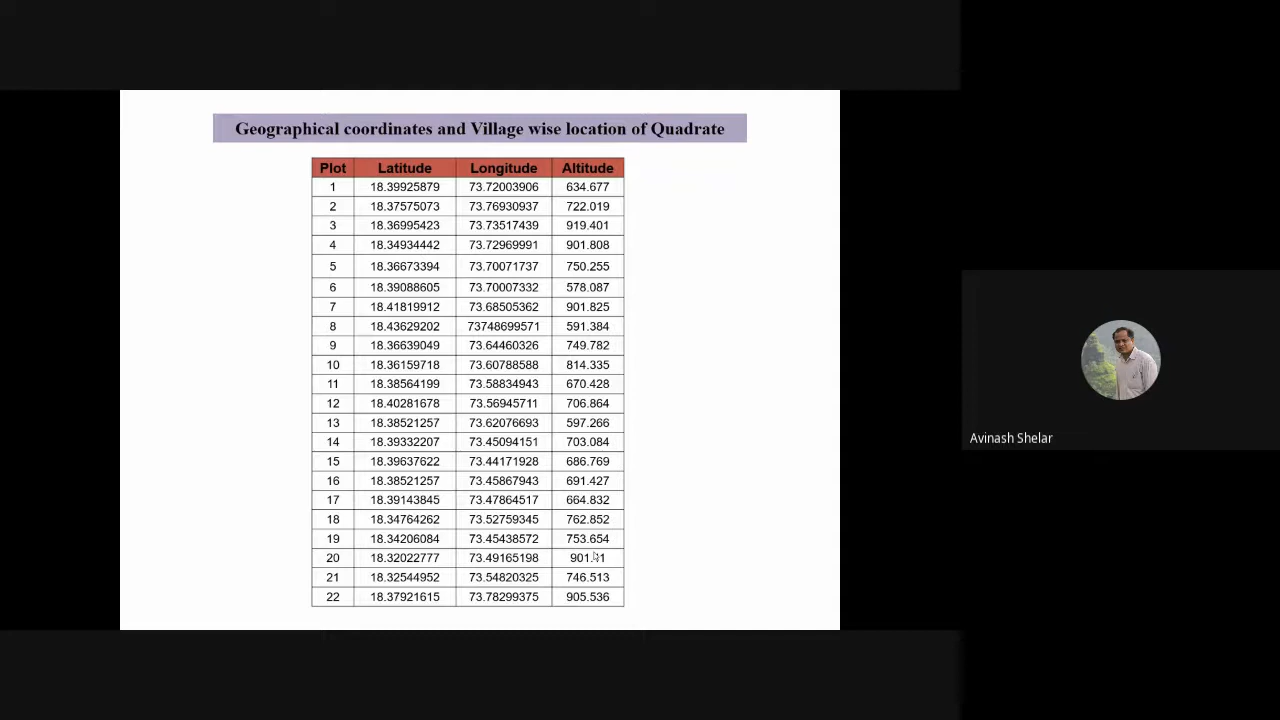 Geographical coordinates and Village wise location of Quadrate
Plot Latitude Longitude Altitude
1 18.39925879 73.72003906 634.677
2 18.37575073 73.76930937 722.019
3 18.36995423 73.73517439 919.401
4 18.34934442 73.72969991 901.808
5 18.36673394 73.70071737 750.255
6 18.39088605 73.70007332 578.087
7 18.41819912 73.68505362 901.825
8 18.43629202 73748699571 591.384
9 18.36639049 73.64460326 749.782
10 18.36159718 73.60788588 814.335
11 18.38564199 73.58834943 670.428
12 18.40281678 73.56945711 706.864
13 18.38521257 73.62076693 597.266
14 18.39332207 73.45094151 703.084
15 18.39637622 73.44171928 686.769
16 18.38521257 73.45867943 691.427
17 18.39143845 73.47864517 664.832
18 18.34764262 73.52759345 762.852
19 18.34206084 73.45438572 753.654
20 18.32022777 73.49165198
21 18.32544952 73.54820325 746.513
22 18.37921615 73.78299375 905.536
Avinash Shelar